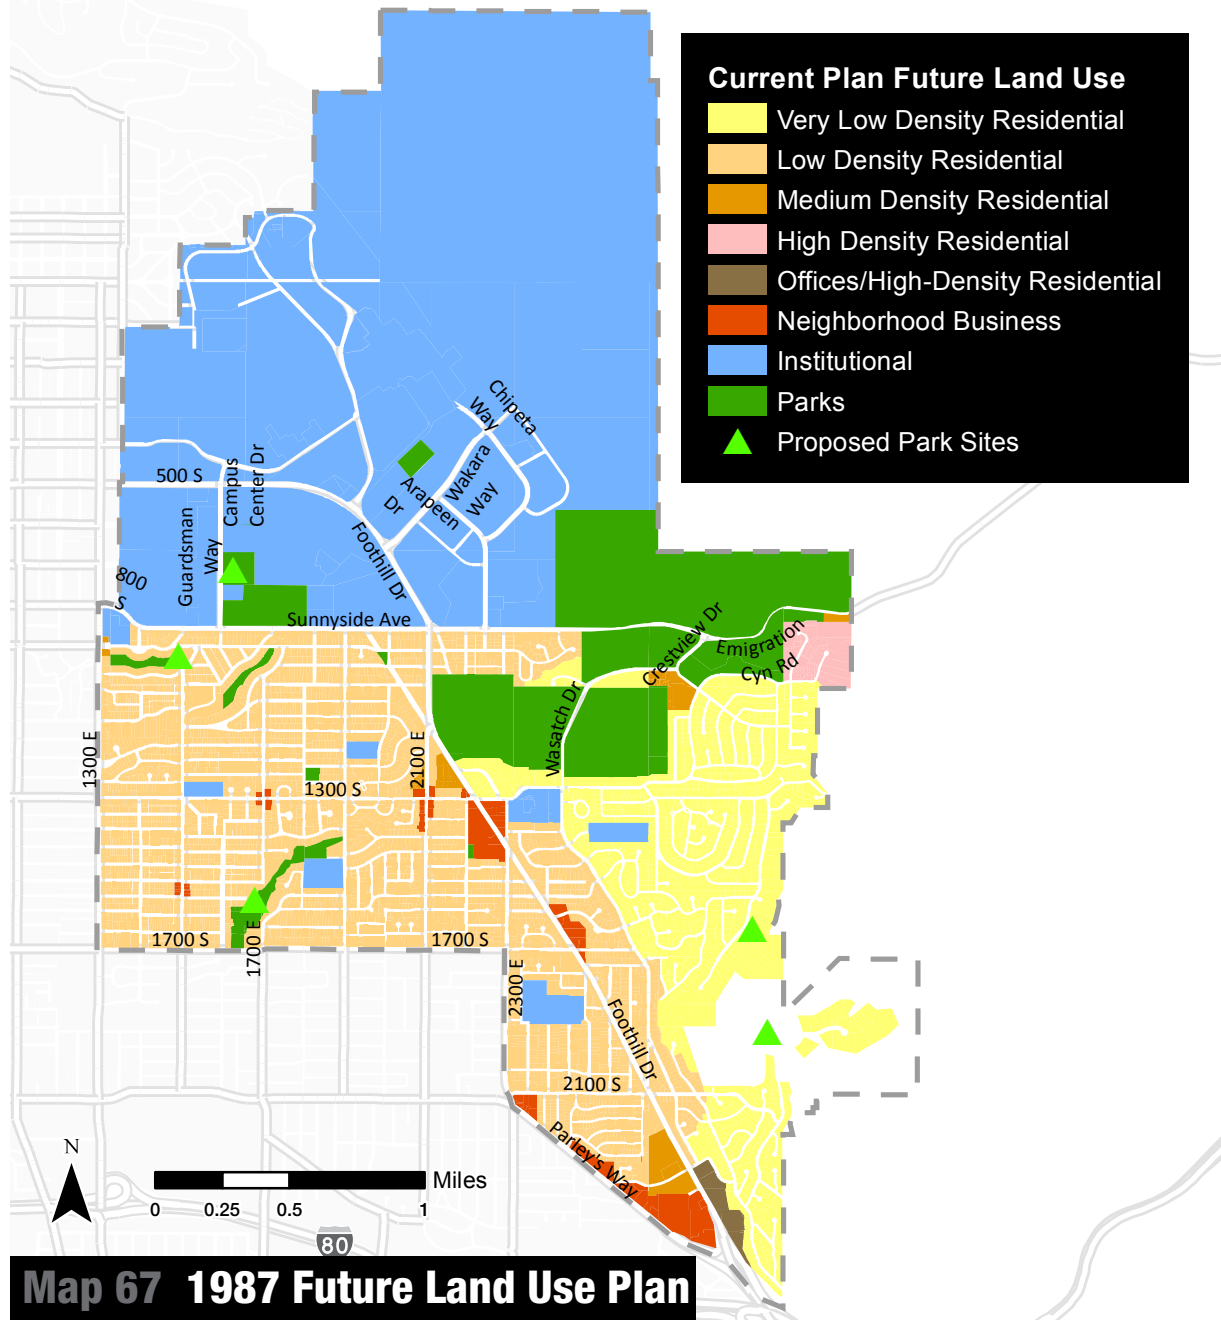 Current Plan Future Land Use
Very Low Density Residential
Low Density Residential
Medium Density Residential
High Density Residential
Offices/High-Density Residential
Neighborhood Business
Institutional
Parks
Proposed Park Sites
Chipeta
Way
Wakara
Way
Arapeen
Dr
500 S
Campus
Center Dr
Guardsman
Way
Foothill Dr
800
S
Sunnyside Ave
Crestview Dr
Emigration
Cyn Rd
Wasatch Dr
1300 E
2100 E
1300 S
1700 S
1700 E
1700 S
2300 E
Foothill Dr
2100 S
Parley's Way
N
Miles
0 0.25 0.5 1
80
Map 67 1987 Future Land Use Plan